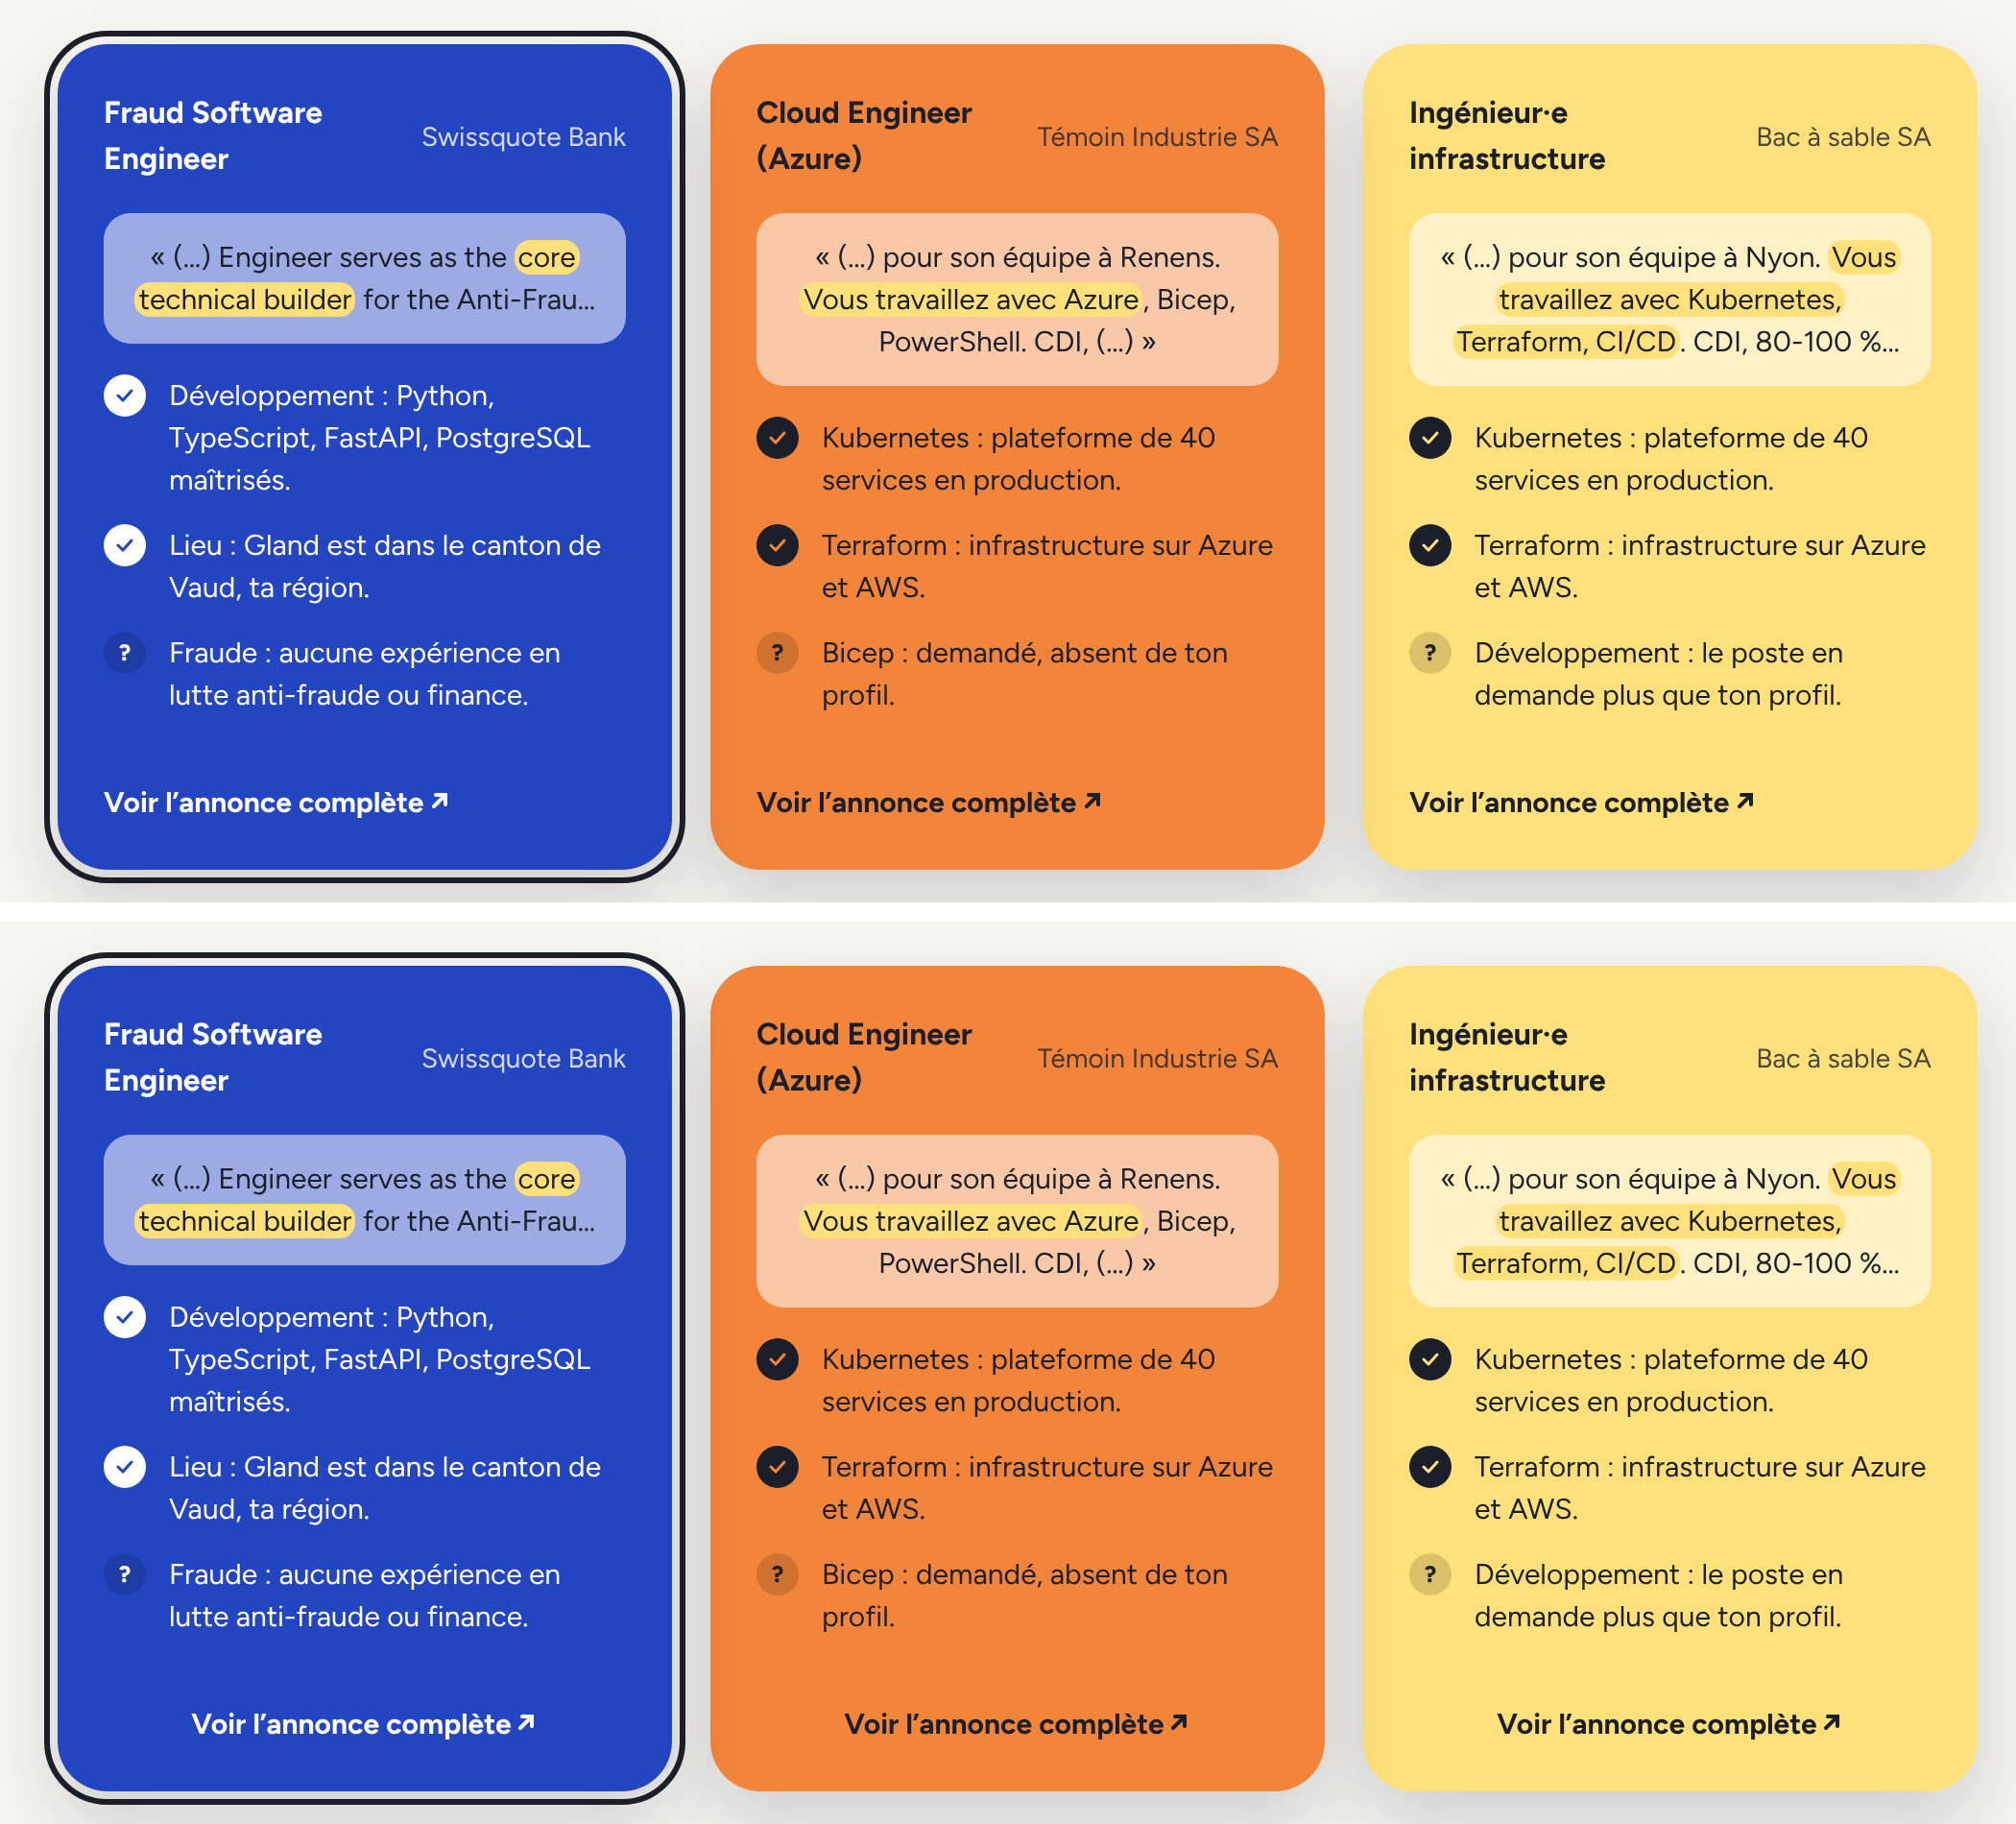 Fraud Software
Engineer
Swissquote Bank
« (...) Engineer serves as the core
technical builder for the Anti-Frau...
Développement : Python,
TypeScript, FastAPI, PostgreSQL
maîtrisés.
Lieu : Gland est dans le canton de
Vaud, ta région.
?
Fraude : aucune expérience en
lutte anti-fraude ou finance.
Voir l’annonce complète ↗
Cloud Engineer
(Azure)
Témoin Industrie SA
« (...) pour son équipe à Renens.
Vous travaillez avec Azure, Bicep,
PowerShell. CDI, (...) »
Kubernetes : plateforme de 40
services en production.
Terraform : infrastructure sur Azure
et AWS.
?
Bicep : demandé, absent de ton
profil.
Voir l’annonce complète ↗
Ingénieur·e
infrastructure
Bac à sable SA
« (...) pour son équipe à Nyon. Vous
travaillez avec Kubernetes,
Terraform, CI/CD. CDI, 80-100 %...
Kubernetes : plateforme de 40
services en production.
Terraform : infrastructure sur Azure
et AWS.
?
Développement : le poste en
demande plus que ton profil.
Voir l’annonce complète ↗
Fraud Software
Engineer
Swissquote Bank
« (...) Engineer serves as the core
technical builder for the Anti-Frau...
Développement : Python,
TypeScript, FastAPI, PostgreSQL
maîtrisés.
Lieu : Gland est dans le canton de
Vaud, ta région.
?
Fraude : aucune expérience en
lutte anti-fraude ou finance.
Voir l’annonce complète ↗
Cloud Engineer
(Azure)
Témoin Industrie SA
« (...) pour son équipe à Renens.
Vous travaillez avec Azure, Bicep,
PowerShell. CDI, (...) »
Kubernetes : plateforme de 40
services en production.
Terraform : infrastructure sur Azure
et AWS.
?
Bicep : demandé, absent de ton
profil.
Voir l’annonce complète ↗
Ingénieur·e
infrastructure
Bac à sable SA
« (...) pour son équipe à Nyon. Vous
travaillez avec Kubernetes,
Terraform, CI/CD. CDI, 80-100 %...
Kubernetes : plateforme de 40
services en production.
Terraform : infrastructure sur Azure
et AWS.
?
Développement : le poste en
demande plus que ton profil.
Voir l’annonce complète ↗